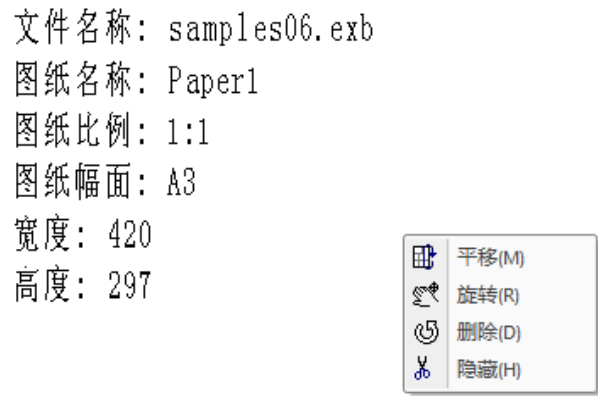 文件名称: samples06.exb
图纸名称: Paper1
图纸比例: 1:1
图纸幅面: A3
宽度: 420
高度: 297
平移(M)
旋转(R)
删除(D)
隐藏(H)